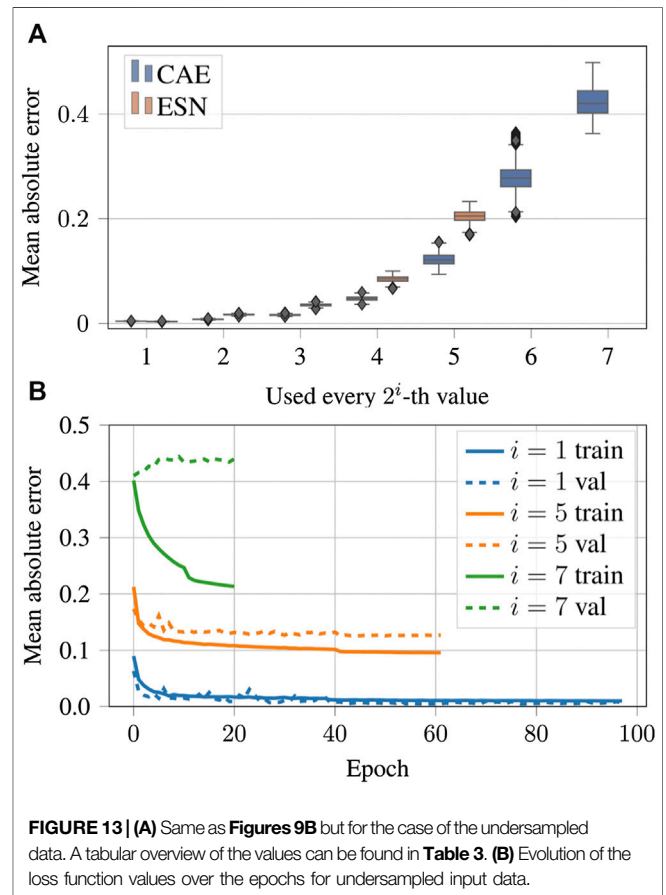 A
Mean absolute error
0.4
0.2
0
CAE
ESN
1 2 3 4 5 6 7
Used every 2^i-th value
B
Mean absolute error
0.5
0.4
0.3
0.2
0.1
0.0
i = 1 train
i = 1 val
i = 5 train
i = 5 val
i = 7 train
i = 7 val
0 20 40 60 80 100
Epoch
FIGURE 13 | (A) Same as Figures 9B but for the case of the undersampled
data. A tabular overview of the values can be found in Table 3. (B) Evolution of the
loss function values over the epochs for undersampled input data.